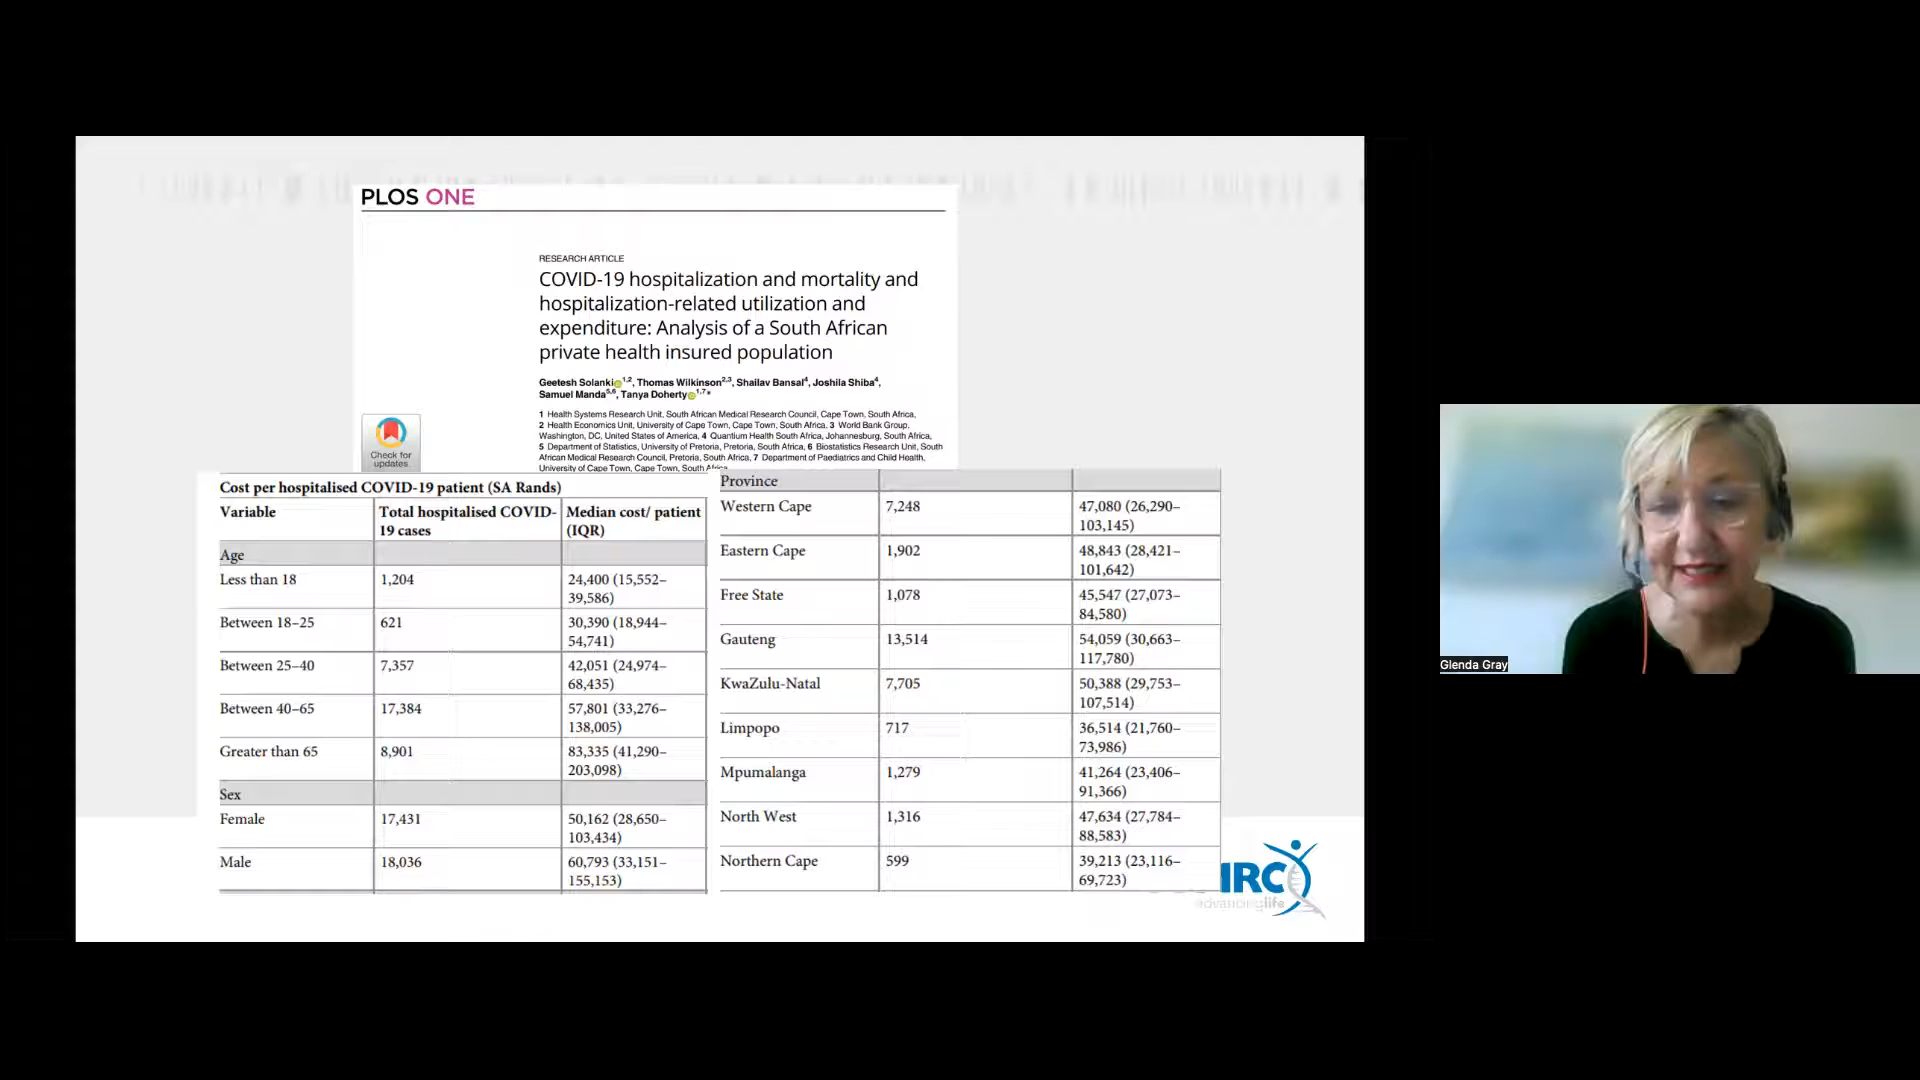 PLOS ONE
RESEARCH ARTICLE
COVID-19 hospitalization and mortality and
hospitalization-related utilization and
expenditure: Analysis of a South African
private health insured population
Geetesh Solanki1,2, Thomas Wilkinson2,3, Shailav Bansal4, Joshila Shiba4,
Samuel Manda5,6, Tanya Doherty1,7*
1 Health Systems Research Unit, South African Medical Research Council, Cape Town, South Africa,
2 Health Economics Unit, University of Cape Town, Cape Town, South Africa, 3 World Bank Group,
Washington, DC, United States of America, 4 Quantium Health South Africa, Johannesburg, South Africa,
5 Department of Statistics, University of Pretoria, Pretoria, South Africa, 6 Biostatistics Research Unit, South
African Medical Research Council, Pretoria, South Africa, 7 Department of Paediatrics and Child Health,
University of Cape Town, Cape Town, South Africa
Check for
updates
Cost per hospitalised COVID-19 patient (SA Rands)
Variable Total hospitalised COVID- Median cost/ patient
19 cases (IQR)
Age
Less than 18 1,204 24,400 (15,552–
39,586)
Between 18–25 621 30,390 (18,944–
54,741)
Between 25–40 7,357 42,051 (24,974–
68,435)
Between 40–65 17,384 57,801 (33,276–
138,005)
Greater than 65 8,901 83,335 (41,290–
203,098)
Sex
Female 17,431 50,162 (28,650–
103,434)
Male 18,036 60,793 (33,151–
155,153)
Province
Western Cape 7,248 47,080 (26,290–
103,145)
Eastern Cape 1,902 48,843 (28,421–
101,642)
Free State 1,078 45,547 (27,073–
84,580)
Gauteng 13,514 54,059 (30,663–
117,780)
KwaZulu-Natal 7,705 50,388 (29,753–
107,514)
Limpopo 717 36,514 (21,760–
73,986)
Mpumalanga 1,279 41,264 (23,406–
91,366)
North West 1,316 47,634 (27,784–
88,583)
Northern Cape 599 39,213 (23,116–
69,723)
IRC
advancinglife
Glenda Gray